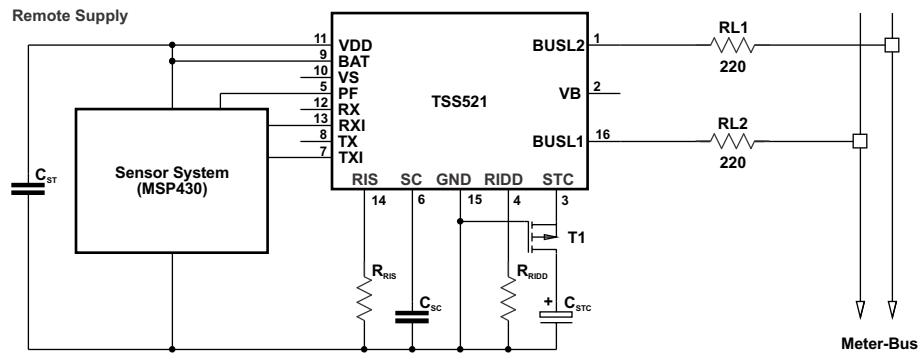 Remote Supply
11 VDD
9 BAT
10 VS
5 PF
12 RX
13 RXI
8 TX
7 TXI
TSS521
BUSL2 1
VB 2
BUSL1 16
RL1
220
RL2
220
Sensor System
(MSP430)
CST
RIS SC GND RIDD STC
14 6 15 4 3
T1
RRIS
CSC
RRIDD
+ CSTC
Meter-Bus